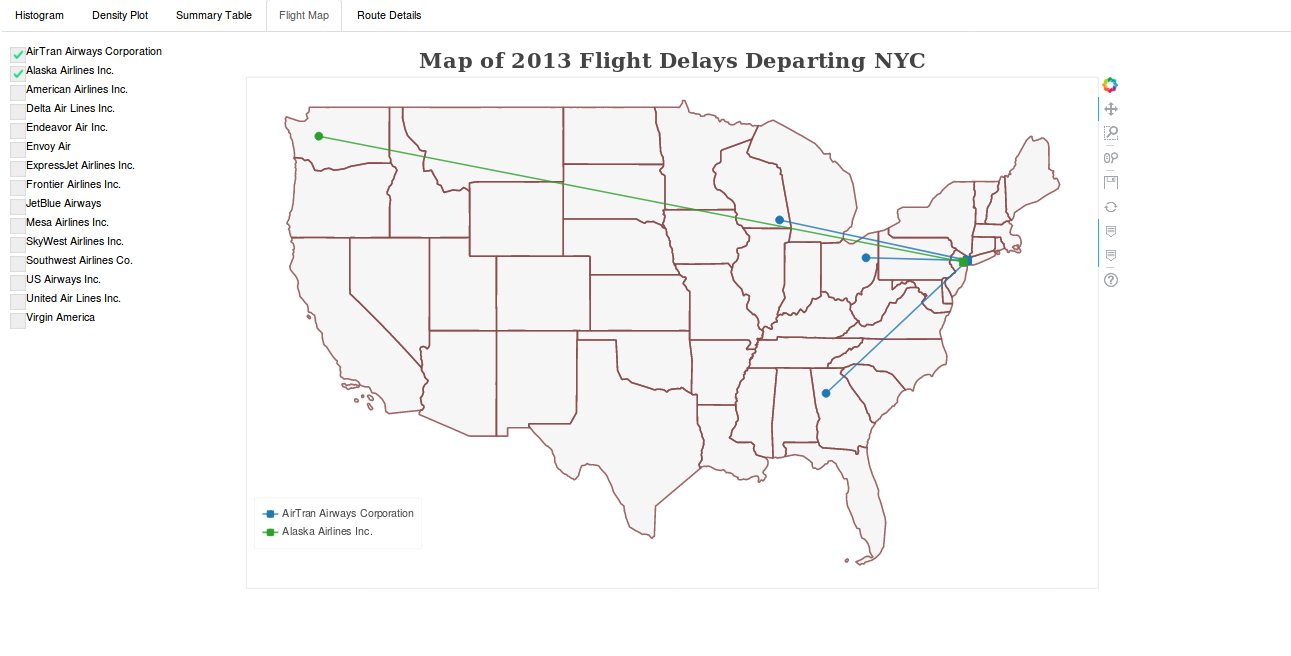 Histogram
Density Plot
Summary Table
Flight Map
Route Details
AirTran Airways Corporation
Alaska Airlines Inc.
American Airlines Inc.
Delta Air Lines Inc.
Endeavor Air Inc.
Envoy Air
ExpressJet Airlines Inc.
Frontier Airlines Inc.
JetBlue Airways
Mesa Airlines Inc.
SkyWest Airlines Inc.
Southwest Airlines Co.
US Airways Inc.
United Air Lines Inc.
Virgin America
Map of 2013 Flight Delays Departing NYC
AirTran Airways Corporation
Alaska Airlines Inc.